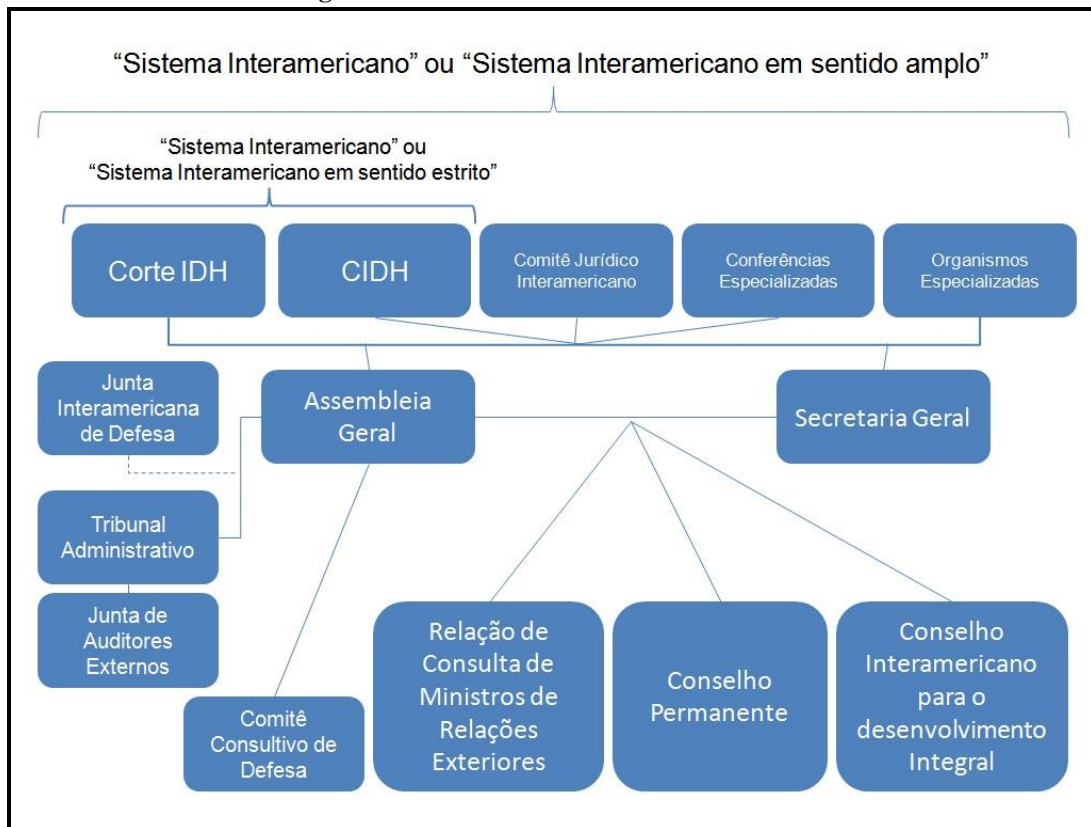 “Sistema Interamericano” ou “Sistema Interamericano em sentido amplo”
“Sistema Interamericano” ou
“Sistema Interamericano em sentido estrito”
Corte IDH
CIDH
Comitê Jurídico
Interamericano
Conferências
Especializadas
Organismos
Especializadas
Junta
Interamericana
de Defesa
Assembleia
Geral
Secretaria Geral
Tribunal
Administrativo
Junta de
Auditores
Externos
Comitê
Consultivo de
Defesa
Relação de
Consulta de
Ministros de
Relações
Exteriores
Conselho
Permanente
Conselho
Interamericano
para o
desenvolvimento
Integral